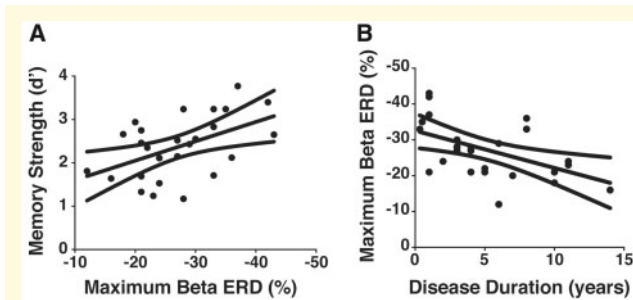 A
Memory Strength (d')
4
3
2
1
0
-10 -20 -30 -40 -50
Maximum Beta ERD (%)
B
Maximum Beta ERD (%)
-50
-40
-30
-20
-10
0 5 10 15
Disease Duration (years)